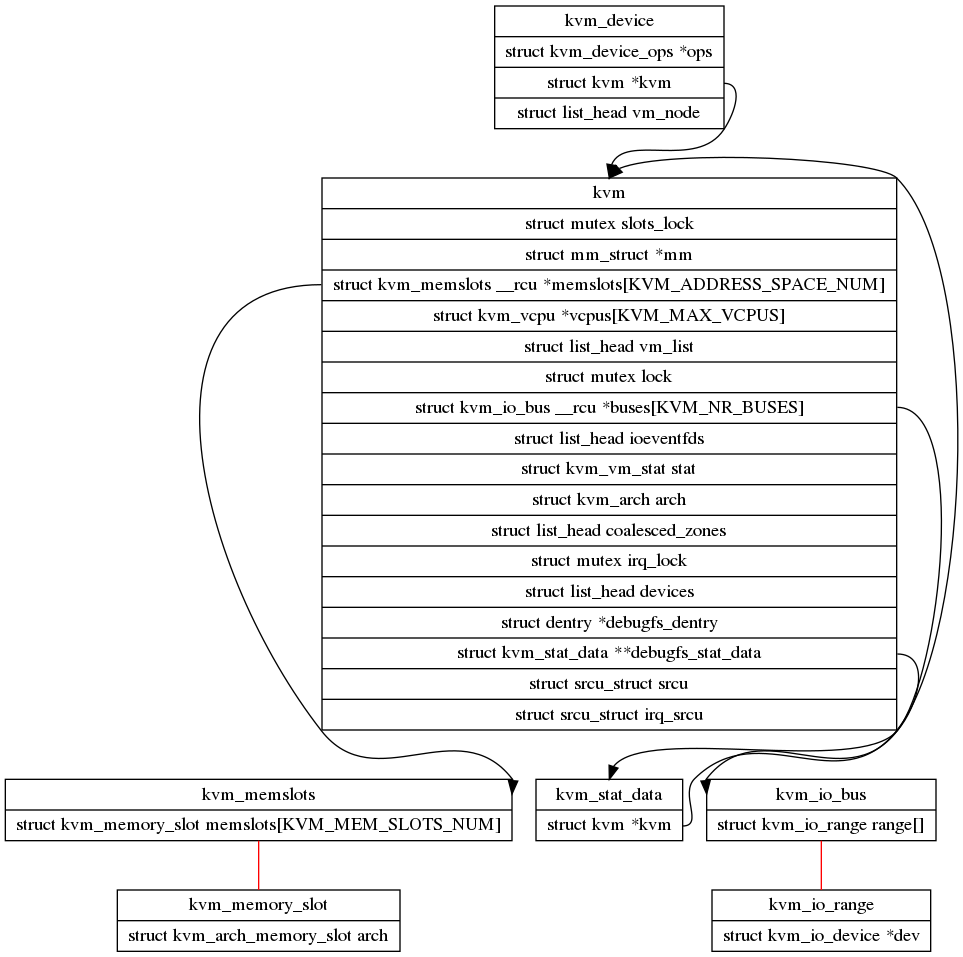 kvm_device
struct kvm_device_ops *ops
struct kvm *kvm
struct list_head vm_node
kvm
struct mutex slots_lock
struct mm_struct *mm
struct kvm_memslots __rcu *memslots[KVM_ADDRESS_SPACE_NUM]
struct kvm_vcpu *vcpus[KVM_MAX_VCPUS]
struct list_head vm_list
struct mutex lock
struct kvm_io_bus __rcu *buses[KVM_NR_BUSES]
struct list_head ioeventfds
struct kvm_vm_stat stat
struct kvm_arch arch
struct list_head coalesced_zones
struct mutex irq_lock
struct list_head devices
struct dentry *debugfs_dentry
struct kvm_stat_data **debugfs_stat_data
struct srcu_struct srcu
struct srcu_struct irq_srcu
kvm_memslots
struct kvm_memory_slot memslots[KVM_MEM_SLOTS_NUM]
kvm_stat_data
struct kvm *kvm
kvm_io_bus
struct kvm_io_range range[]
kvm_memory_slot
struct kvm_arch_memory_slot arch
kvm_io_range
struct kvm_io_device *dev